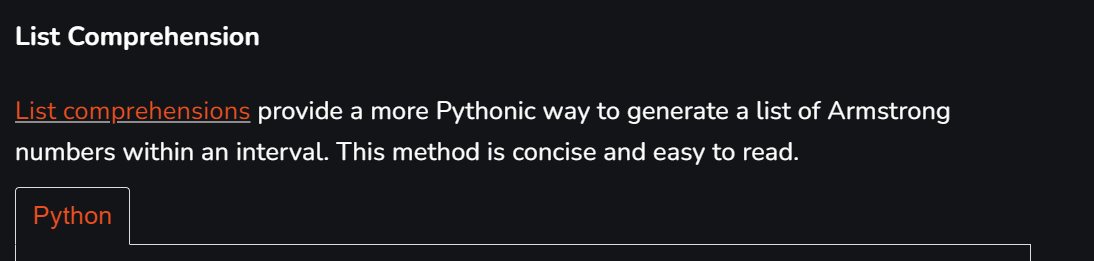 List Comprehension
List comprehensions provide a more Pythonic way to generate a list of Armstrong
numbers within an interval. This method is concise and easy to read.
Python